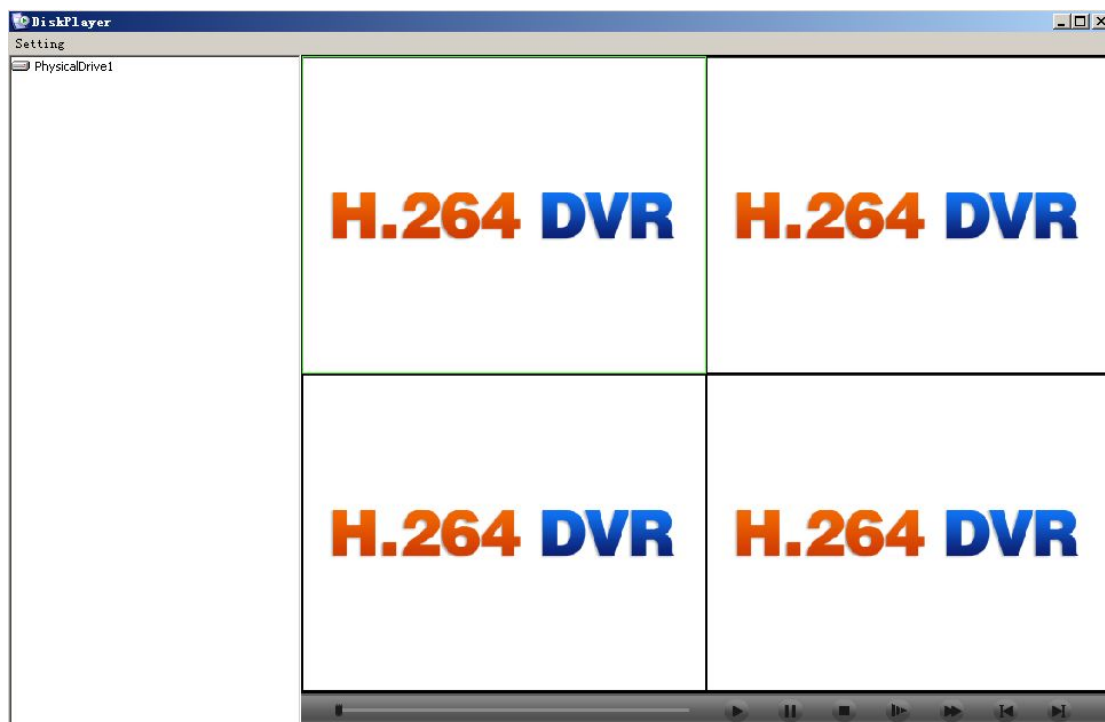 DiskPlayer
Setting
PhysicalDrive1
H.264 DVR
H.264 DVR
H.264 DVR
H.264 DVR